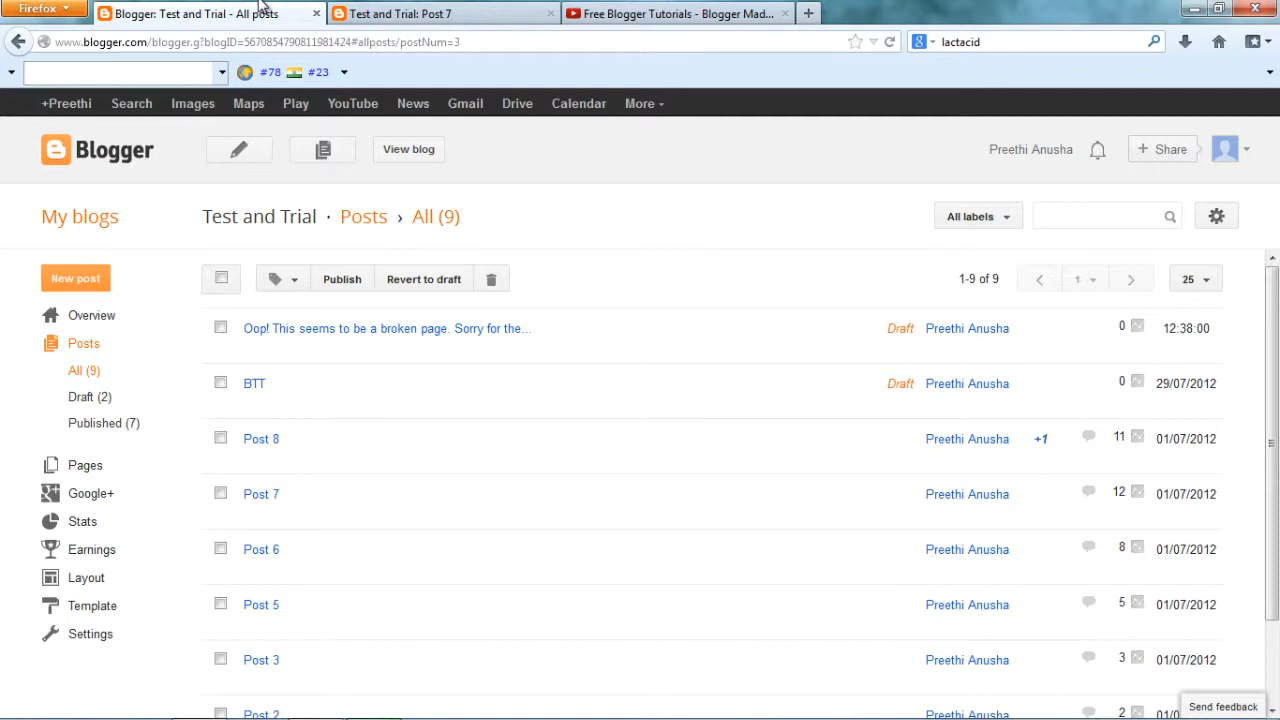 Firefox
Blogger: Test and Trial - All posts
Test and Trial: Post 7
Free Blogger Tutorials - Blogger Mad...
www.blogger.com/blogger.g?blogID=5670854790811981424#allposts/postNum=3
lactacid
#78 #23
+Preethi Search Images Maps Play YouTube News Gmail Drive Calendar More
Blogger
View blog
Preethi Anusha
+ Share
My blogs
Test and Trial · Posts › All (9)
All labels
New post
Publish
Revert to draft
1-9 of 9
1
25
Overview
Posts
All (9)
Draft (2)
Published (7)
Pages
Google+
Stats
Earnings
Layout
Template
Settings
Oop! This seems to be a broken page. Sorry for the... Draft Preethi Anusha 0 12:38:00
BTT Draft Preethi Anusha 0 29/07/2012
Post 8 Preethi Anusha +1 11 01/07/2012
Post 7 Preethi Anusha 12 01/07/2012
Post 6 Preethi Anusha 8 01/07/2012
Post 5 Preethi Anusha 5 01/07/2012
Post 3 Preethi Anusha 3 01/07/2012
Post 2 Preethi Anusha 2
Send feedback